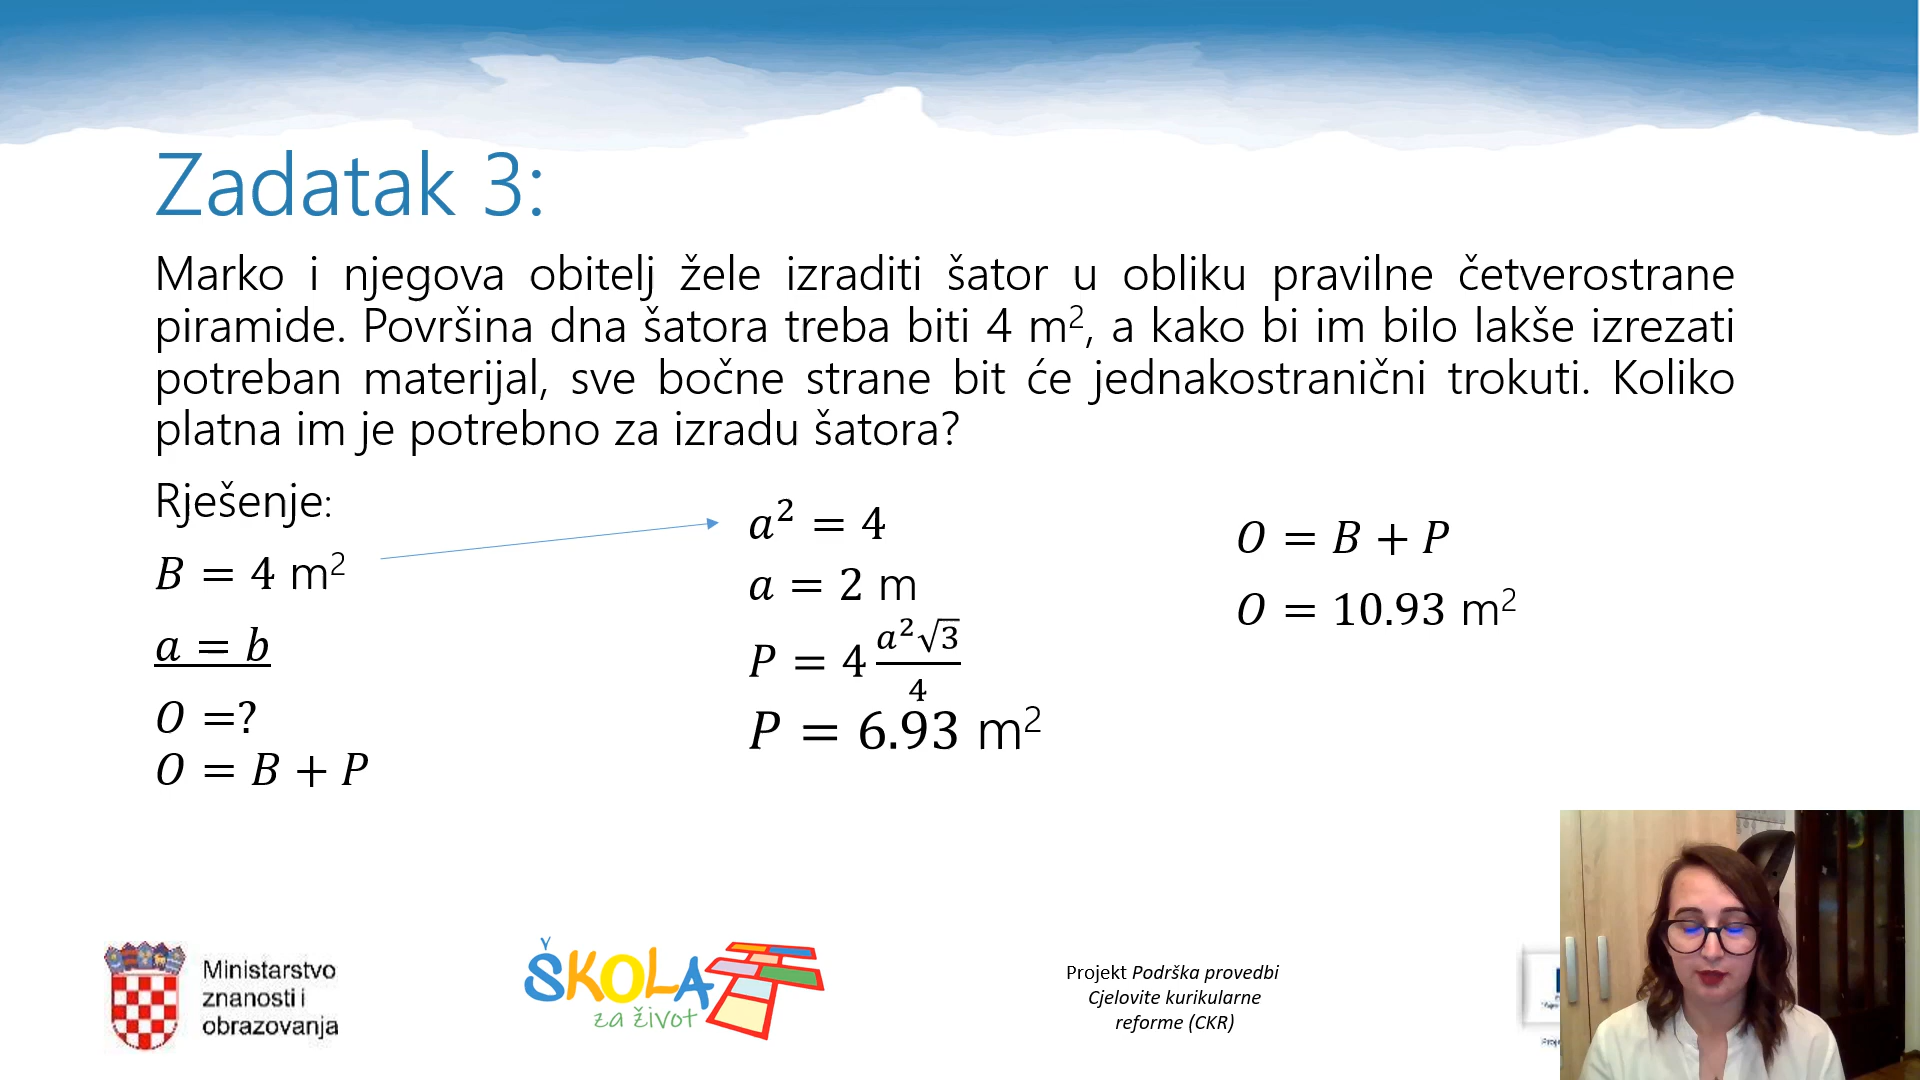 Zadatak 3:
Marko i njegova obitelj žele izraditi šator u obliku pravilne četverostrane
piramide. Površina dna šatora treba biti 4 m², a kako bi im bilo lakše izrezati
potreban materijal, sve bočne strane bit će jednakostranični trokuti. Koliko
platna im je potrebno za izradu šatora?
Rješenje:
B = 4 m²
a = b
O =?
O = B + P
a² = 4
a = 2 m
P = 4 a²√3/4
P = 6.93 m²
O = B + P
O = 10.93 m²
Ministarstvo
znanosti i
obrazovanja
ŠKOLA
za život
Projekt Podrška provedbi
Cjelovite kurikularne
reforme (CKR)